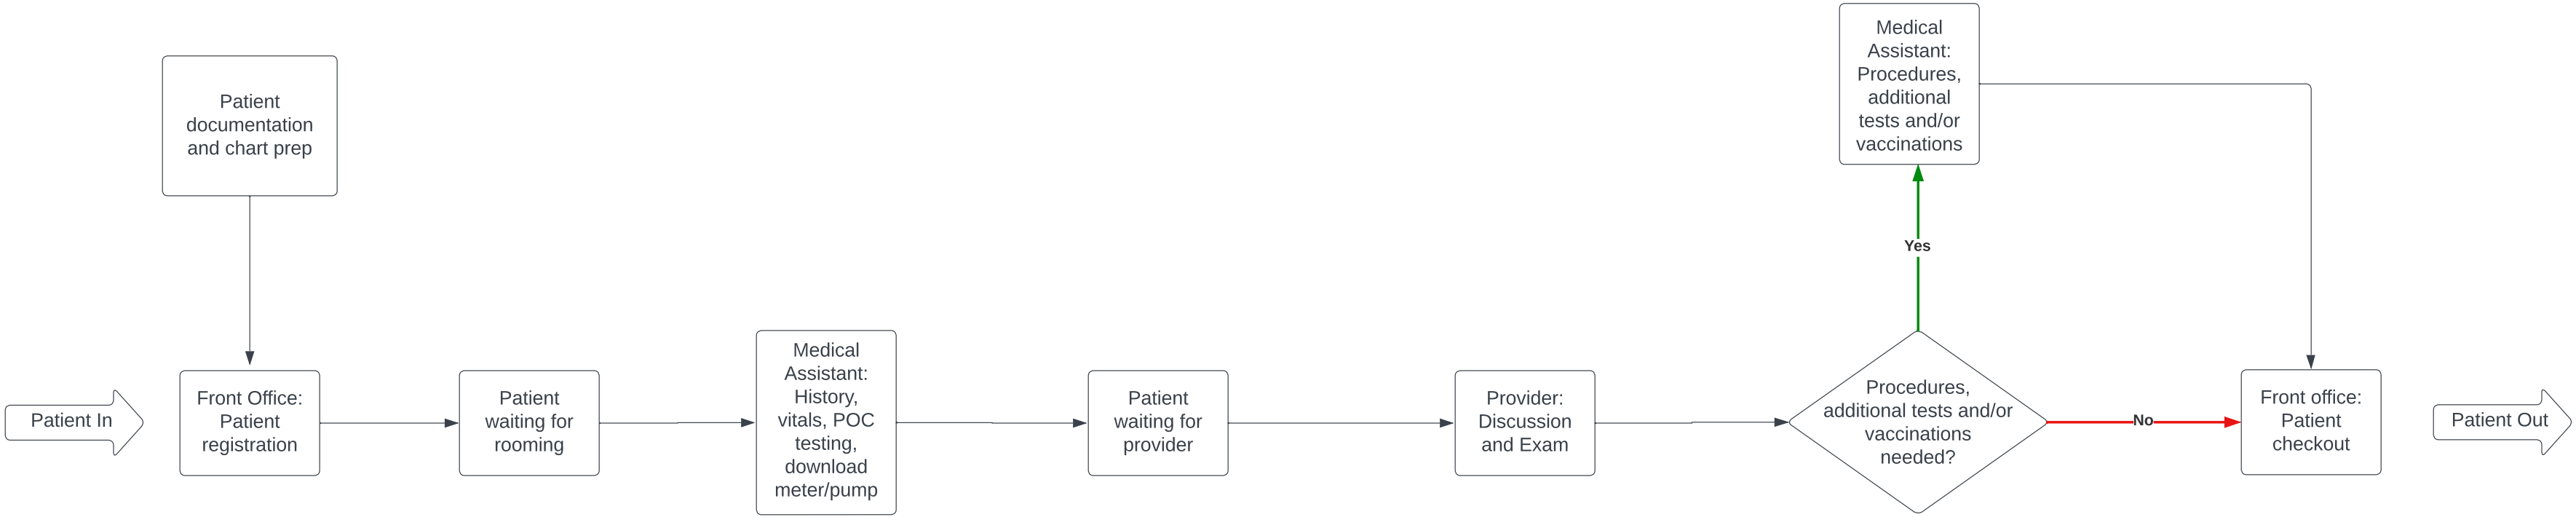 Patient In
Patient
documentation
and chart prep
Front Office:
Patient
registration
Patient
waiting for
rooming
Medical
Assistant:
History,
vitals, POC
testing,
download
meter/pump
Patient
waiting for
provider
Provider:
Discussion
and Exam
Procedures,
additional tests and/or
vaccinations
needed?
Yes
Medical
Assistant:
Procedures,
additional
tests and/or
vaccinations
No
Front office:
Patient
checkout
Patient Out